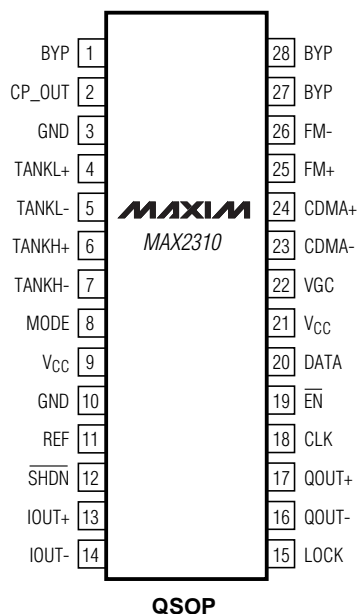 BYP 1
CP_OUT 2
GND 3
TANKL+ 4
TANKL- 5
TANKH+ 6
TANKH- 7
MODE 8
VCC 9
GND 10
REF 11
SHDN 12
IOUT+ 13
IOUT- 14
MAXIM
MAX2310
28 BYP
27 BYP
26 FM-
25 FM+
24 CDMA+
23 CDMA-
22 VGC
21 VCC
20 DATA
19 EN
18 CLK
17 QOUT+
16 QOUT-
15 LOCK
QSOP